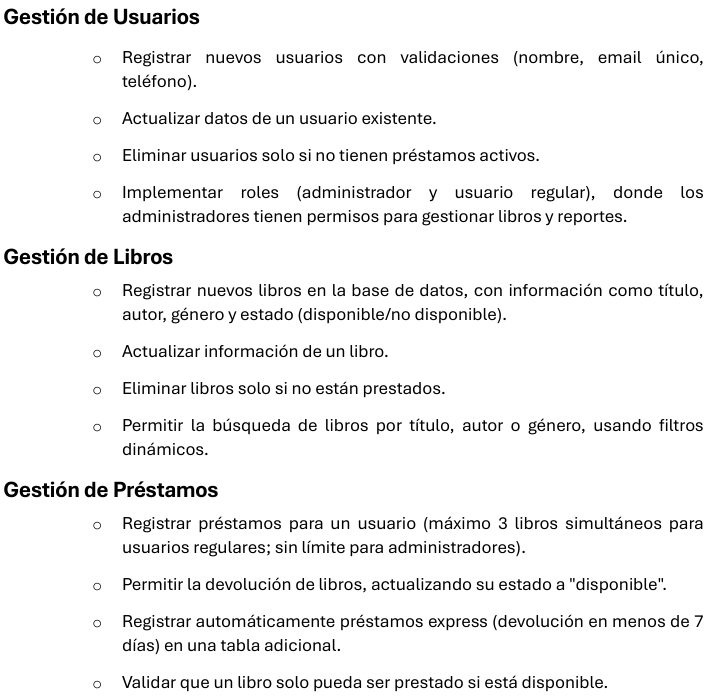 Gestión de Usuarios
o Registrar nuevos usuarios con validaciones (nombre, email único,
teléfono).
o Actualizar datos de un usuario existente.
o Eliminar usuarios solo si no tienen préstamos activos.
o Implementar roles (administrador y usuario regular), donde los
administradores tienen permisos para gestionar libros y reportes.
Gestión de Libros
o Registrar nuevos libros en la base de datos, con información como título,
autor, género y estado (disponible/no disponible).
o Actualizar información de un libro.
o Eliminar libros solo si no están prestados.
o Permitir la búsqueda de libros por título, autor o género, usando filtros
dinámicos.
Gestión de Préstamos
o Registrar préstamos para un usuario (máximo 3 libros simultáneos para
usuarios regulares; sin límite para administradores).
o Permitir la devolución de libros, actualizando su estado a "disponible".
o Registrar automáticamente préstamos express (devolución en menos de 7
días) en una tabla adicional.
o Validar que un libro solo pueda ser prestado si está disponible.